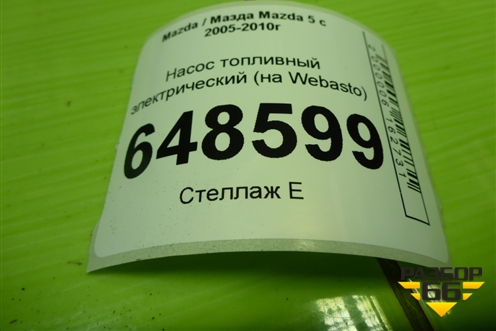 Mazda / Мазда Mazda 5 с
2005-2010г
Насос топливный
электрический (на Webasto)
648599
Стеллаж Е
РАЗБОР
66